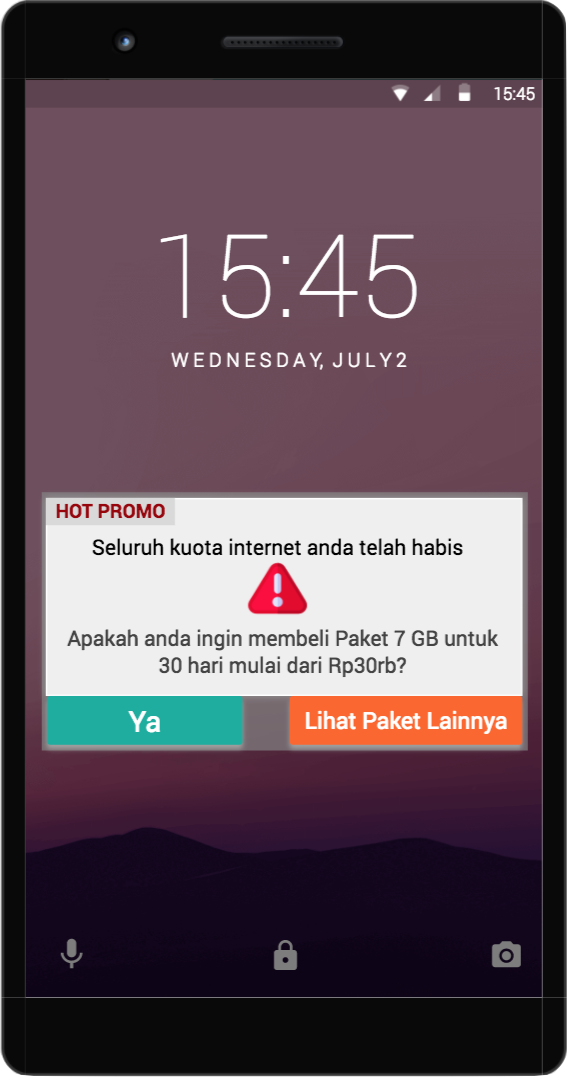 15:45
15:45
WEDNESDAY, JULY2
HOT PROMO
Seluruh kuota internet anda telah habis
Apakah anda ingin membeli Paket 7 GB untuk
30 hari mulai dari Rp30rb?
Ya
Lihat Paket Lainnya